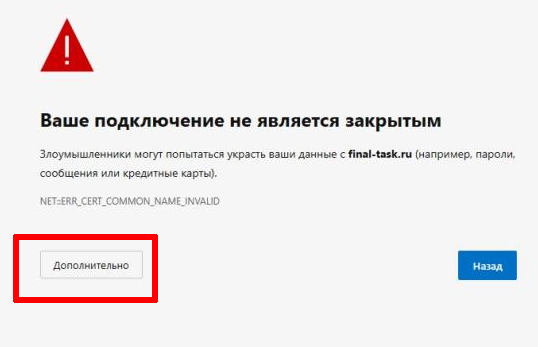 Ваше подключение не является закрытым
Злоумышленники могут попытаться украсть ваши данные с final-task.ru (например, пароли,
сообщения или кредитные карты).
NET::ERR_CERT_COMMON_NAME_INVALID
Дополнительно
Назад